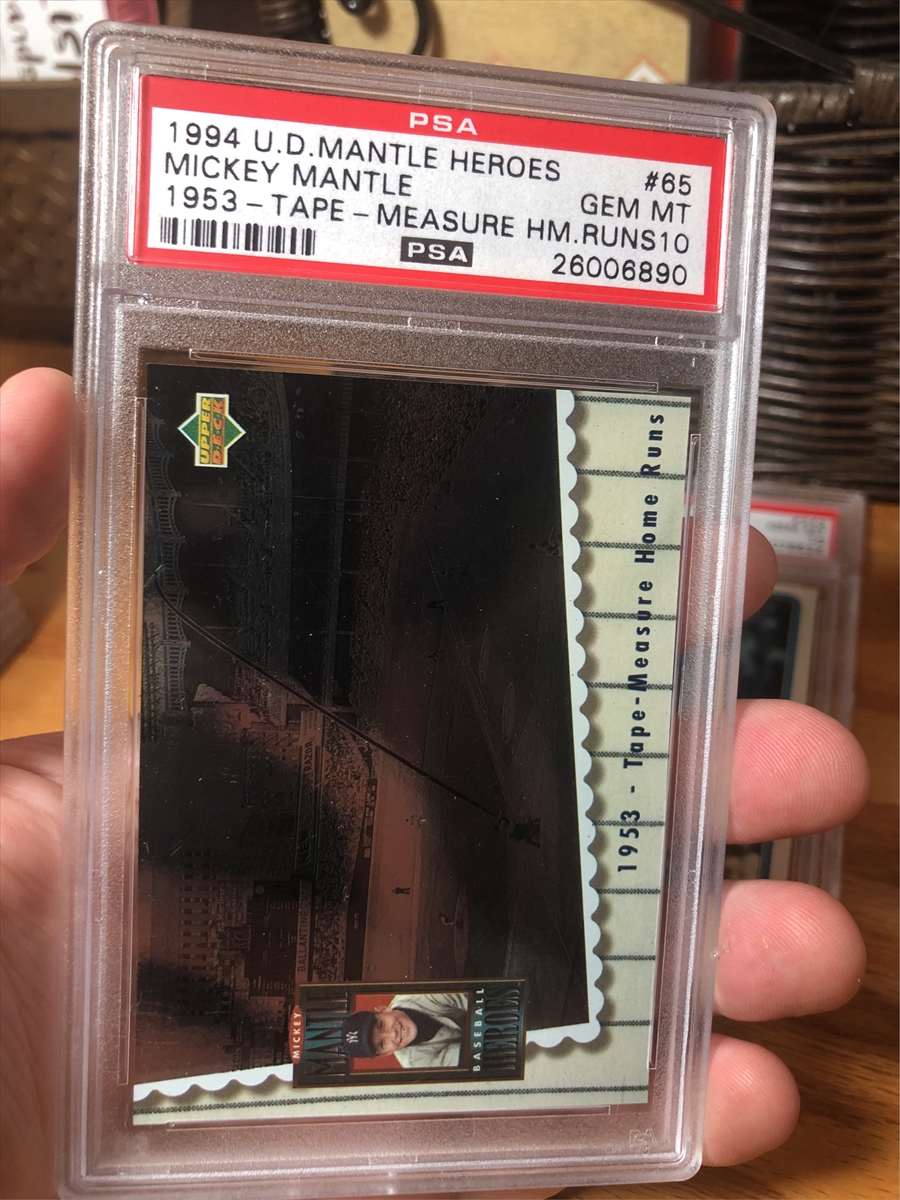 PSA
1994 U.D.MANTLE HEROES #65
MICKEY MANTLE GEM MT
1953-TAPE-MEASURE HM.RUNS10
PSA
26006890
UPPER
DECK
1953 - Tape-Measure Home Runs
BALLANTINE
MICKEY
MANTLE
BASEBALL
HEROES